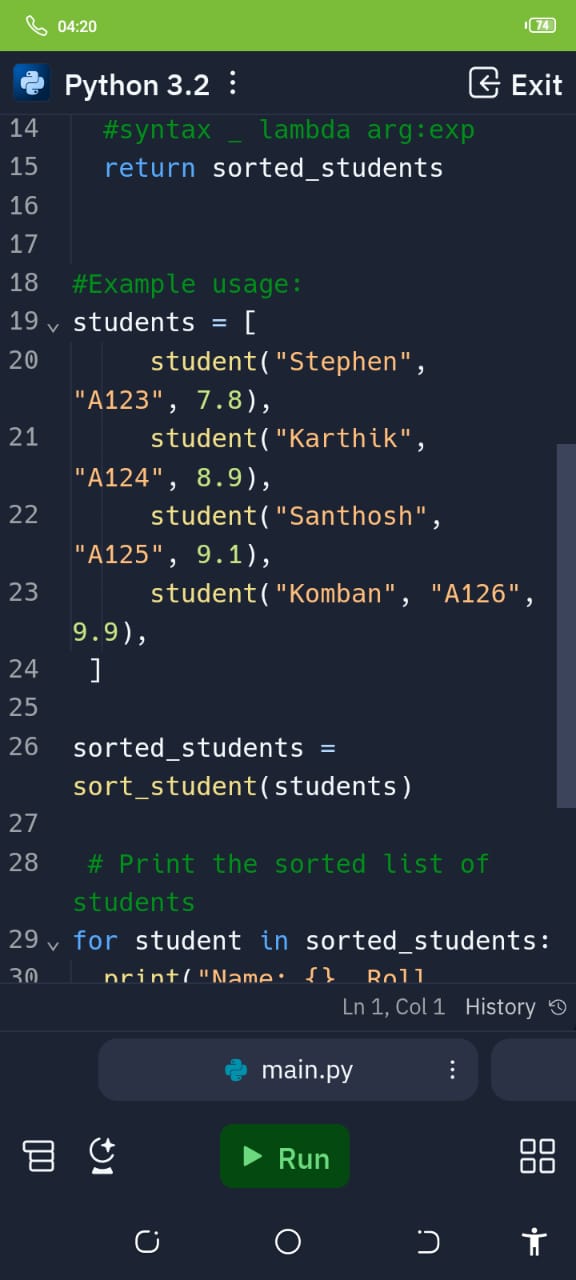 04:20
74
Python 3.2
Exit
14 #syntax _ lambda arg:exp
15 return sorted_students
16
17
18 #Example usage:
19 students = [
20 student("Stephen",
"A123", 7.8),
21 student("Karthik",
"A124", 8.9),
22 student("Santhosh",
"A125", 9.1),
23 student("Komban", "A126",
9.9),
24 ]
25
26 sorted_students =
sort_student(students)
27
28 # Print the sorted list of
students
29 for student in sorted_students:
30 print("Name: {}, Roll
Ln 1, Col 1 History
main.py
Run